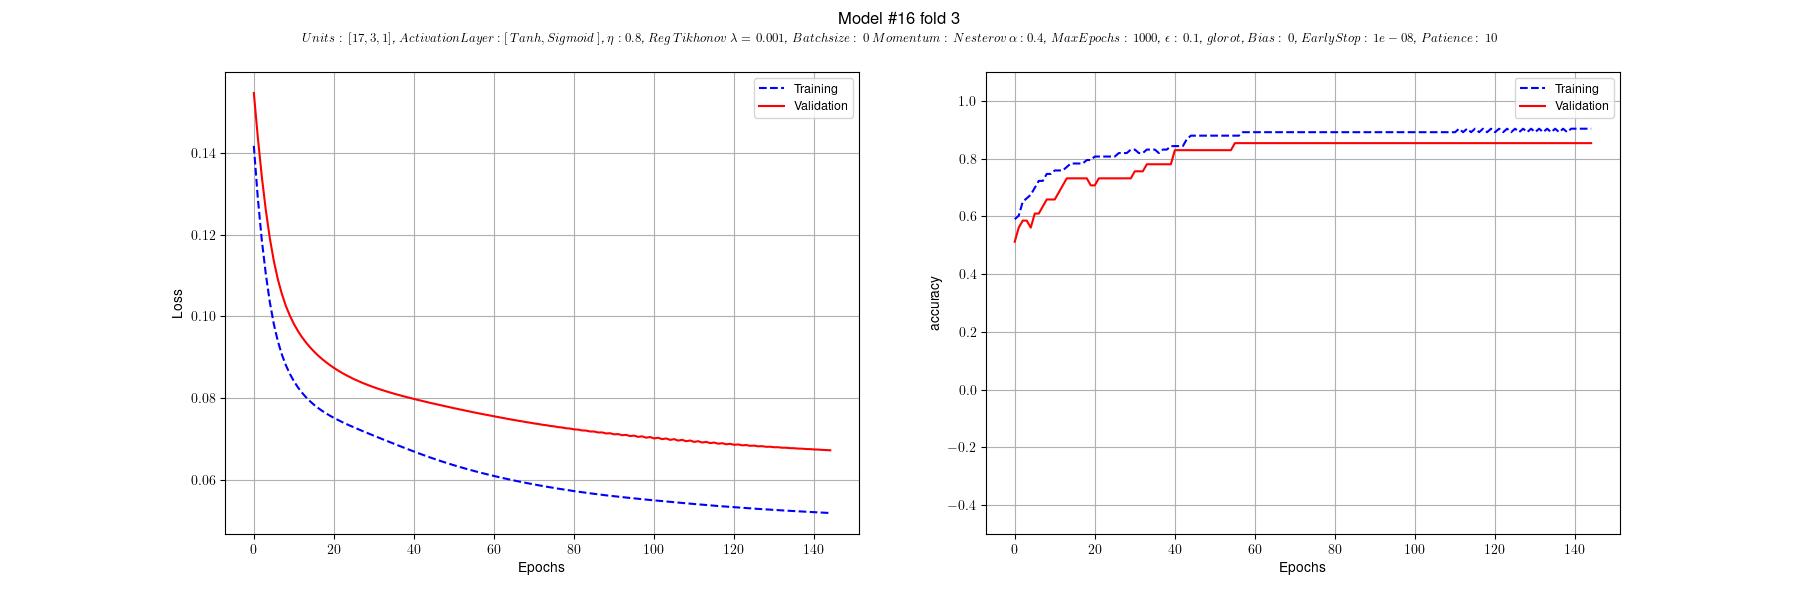 Model #16 fold 3
Units : [17, 3, 1], ActivationLayer : [ Tanh, Sigmoid ], η : 0.8, Reg Tikhonov λ = 0.001, Batchsize : 0 Momentum : Nesterov α : 0.4, MaxEpochs : 1000, ϵ : 0.1, glorot, Bias : 0, EarlyStop : 1e − 08, Patience : 10
Training
Validation
Loss
0.14
0.12
0.10
0.08
0.06
0 20 40 60 80 100 120 140
Epochs
Training
Validation
accuracy
1.0
0.8
0.6
0.4
0.2
0.0
−0.2
−0.4
0 20 40 60 80 100 120 140
Epochs